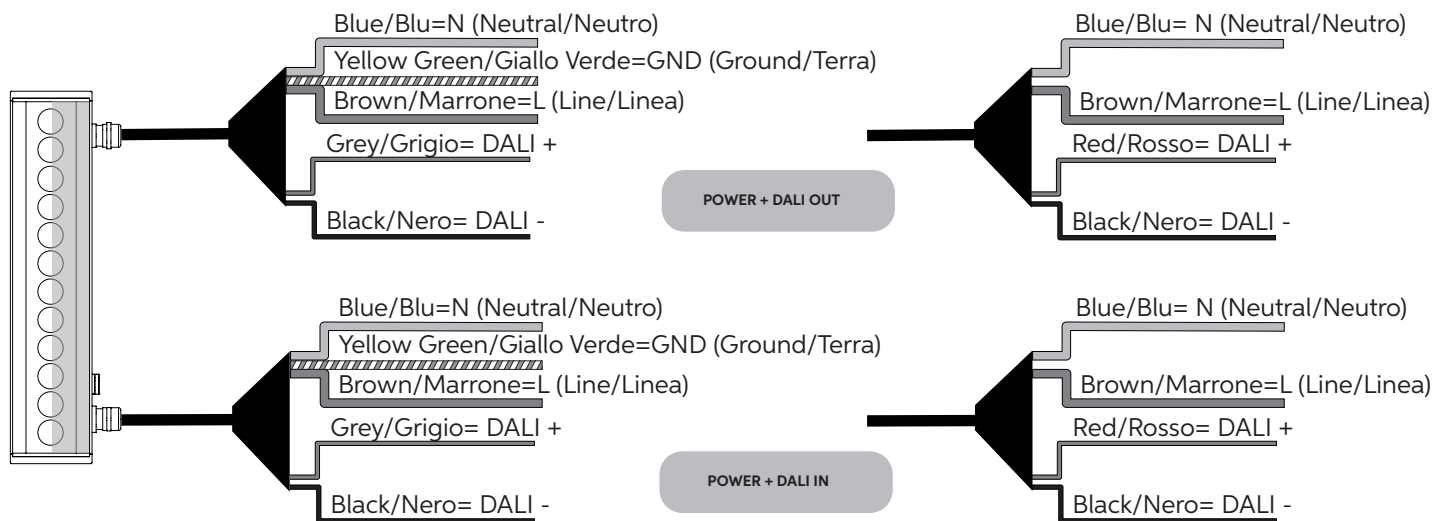 Blue/Blu=N (Neutral/Neutro)
Yellow Green/Giallo Verde=GND (Ground/Terra)
Brown/Marrone=L (Line/Linea)
Grey/Grigio= DALI +
Black/Nero= DALI -
POWER + DALI OUT
Blue/Blu= N (Neutral/Neutro)
Brown/Marrone=L (Line/Linea)
Red/Rosso= DALI +
Black/Nero= DALI -
Blue/Blu=N (Neutral/Neutro)
Yellow Green/Giallo Verde=GND (Ground/Terra)
Brown/Marrone=L (Line/Linea)
Grey/Grigio= DALI +
Black/Nero= DALI -
POWER + DALI IN
Blue/Blu= N (Neutral/Neutro)
Brown/Marrone=L (Line/Linea)
Red/Rosso= DALI +
Black/Nero= DALI -